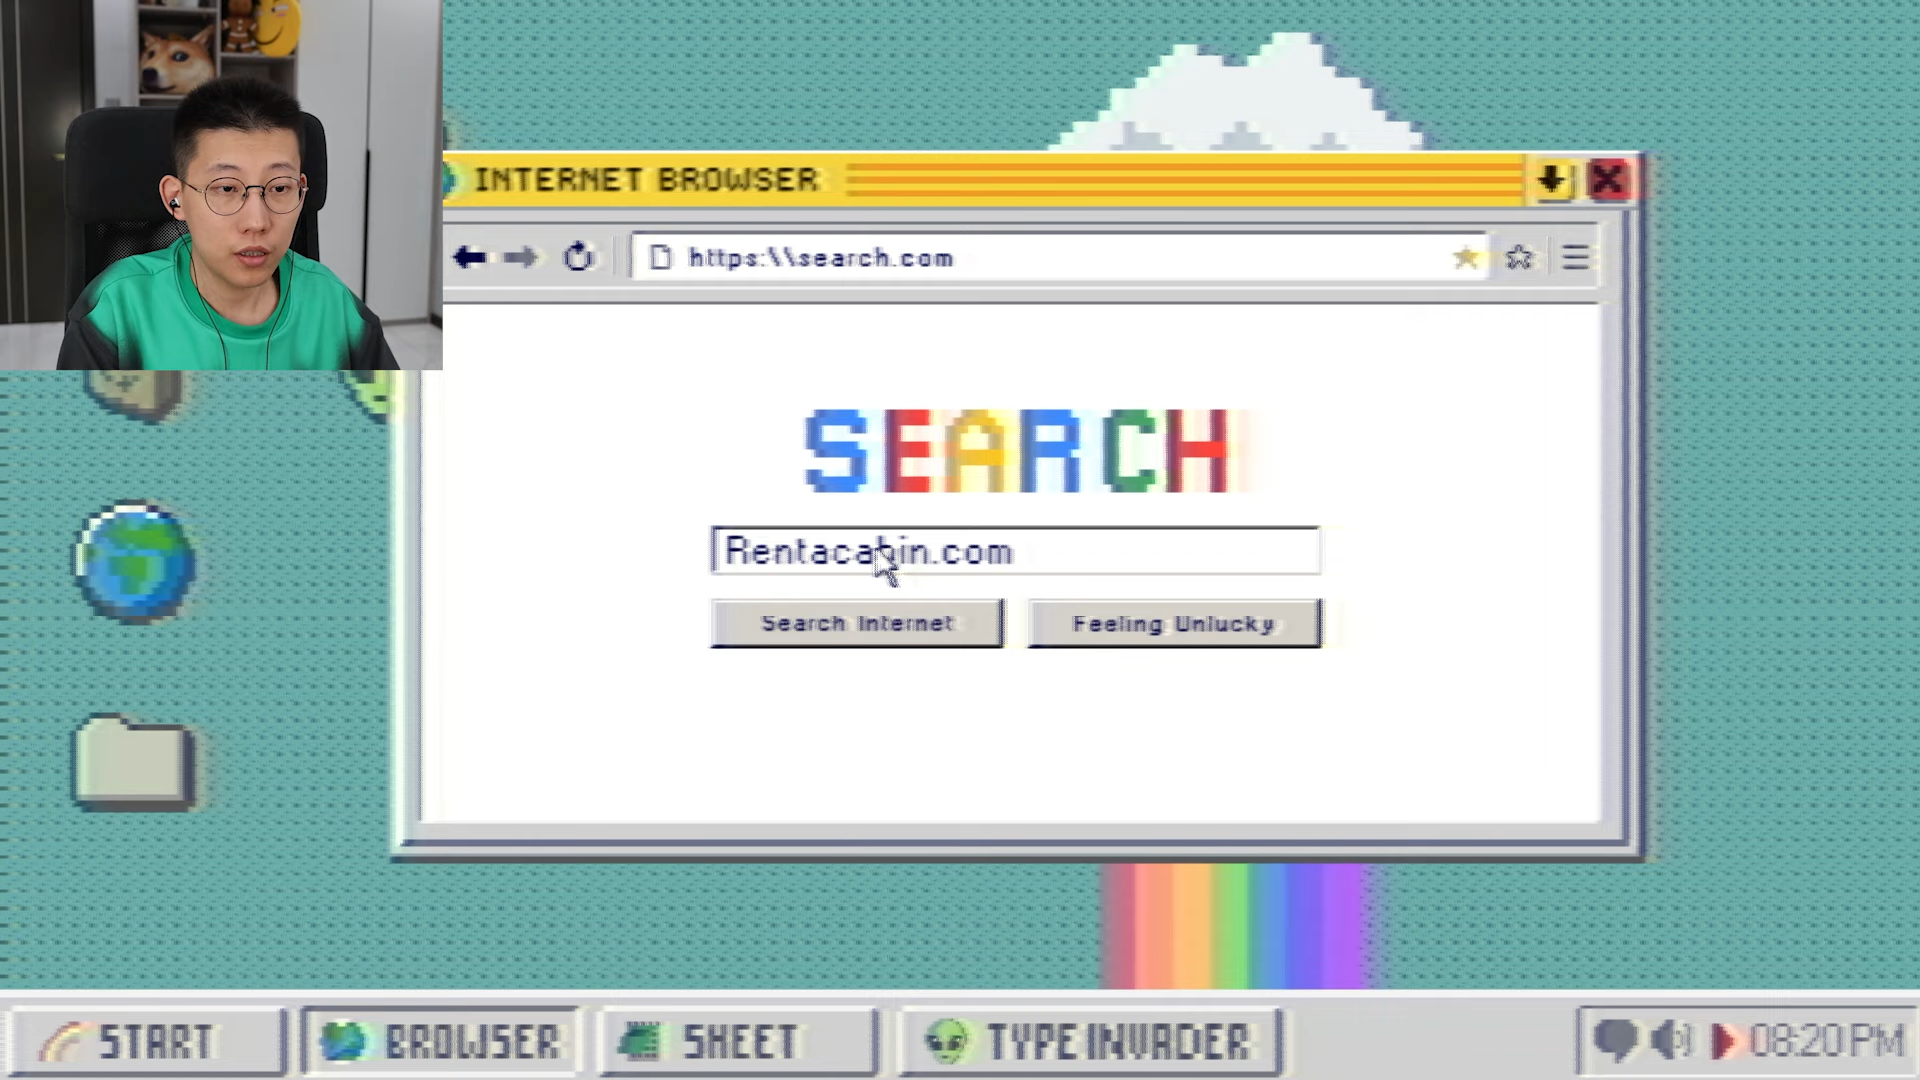 INTERNET BROWSER
https:\\search.com
SEARCH
Rentacabin.com
Search Internet
Feeling Unlucky
START
BROWSER
SHEET
TYPE INVADER
08:20PM